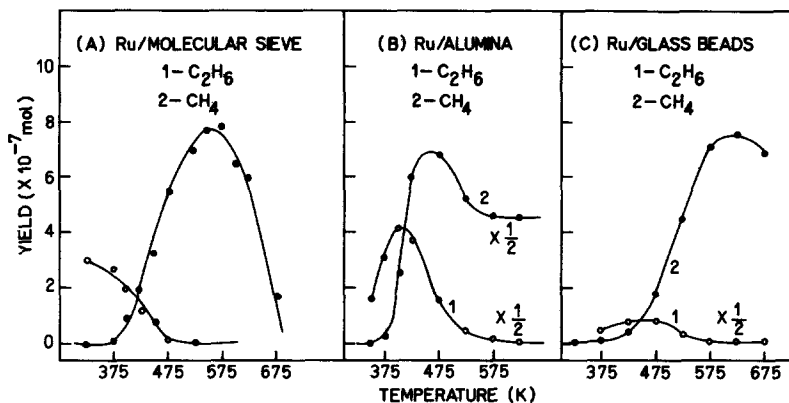 (A) Ru/MOLECULAR SIEVE
1-C₂H₆
2-CH₄
(B) Ru/ALUMINA
1-C₂H₆
2-CH₄
(C) Ru/GLASS BEADS
1-C₂H₆
2-CH₄
YIELD (X 10⁻⁷ mol)
10
8
6
4
2
0
2
X 1/2
1
X 1/2
2
1
X 1/2
375 475 575 675
375 475 575
375 475 575 675
TEMPERATURE (K)